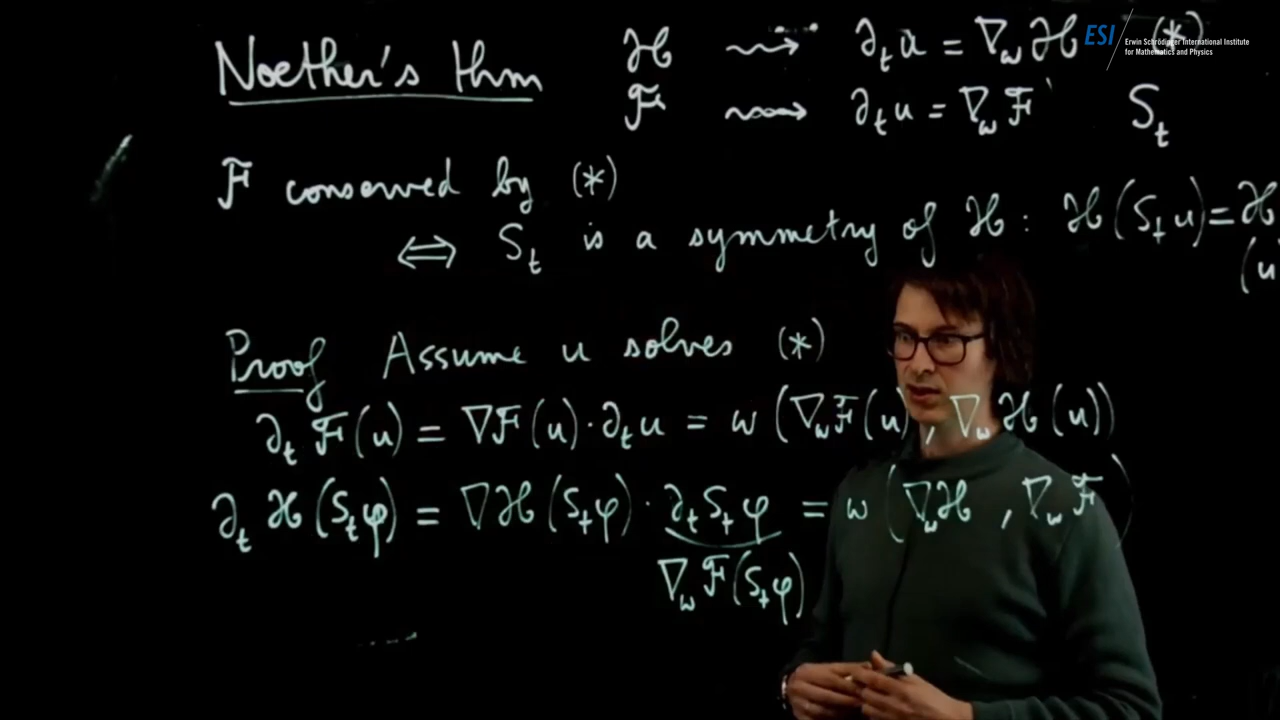 Noether's thm ℋ ⇝ ∂ₜu = ∇_ω ℋ (*)
ℱ ⇝ ∂ₜu = ∇_ω ℱ Sₜ
ESI Erwin Schrödinger International Institute
for Mathematics and Physics
ℱ conserved by (*)
⇔ Sₜ is a symmetry of ℋ : ℋ(Sₜu) = ℋ
(u
Proof Assume u solves (*)
∂ₜ ℱ(u) = ∇ℱ(u)·∂ₜu = ω(∇_ω ℱ(u), ∇_ω ℋ(u))
∂ₜ ℋ(Sₜφ) = ∇ℋ(Sₜφ)·∂ₜSₜφ = ω(∇_ω ℋ, ∇_ω ℱ)
∇_ω ℱ(Sₜφ)